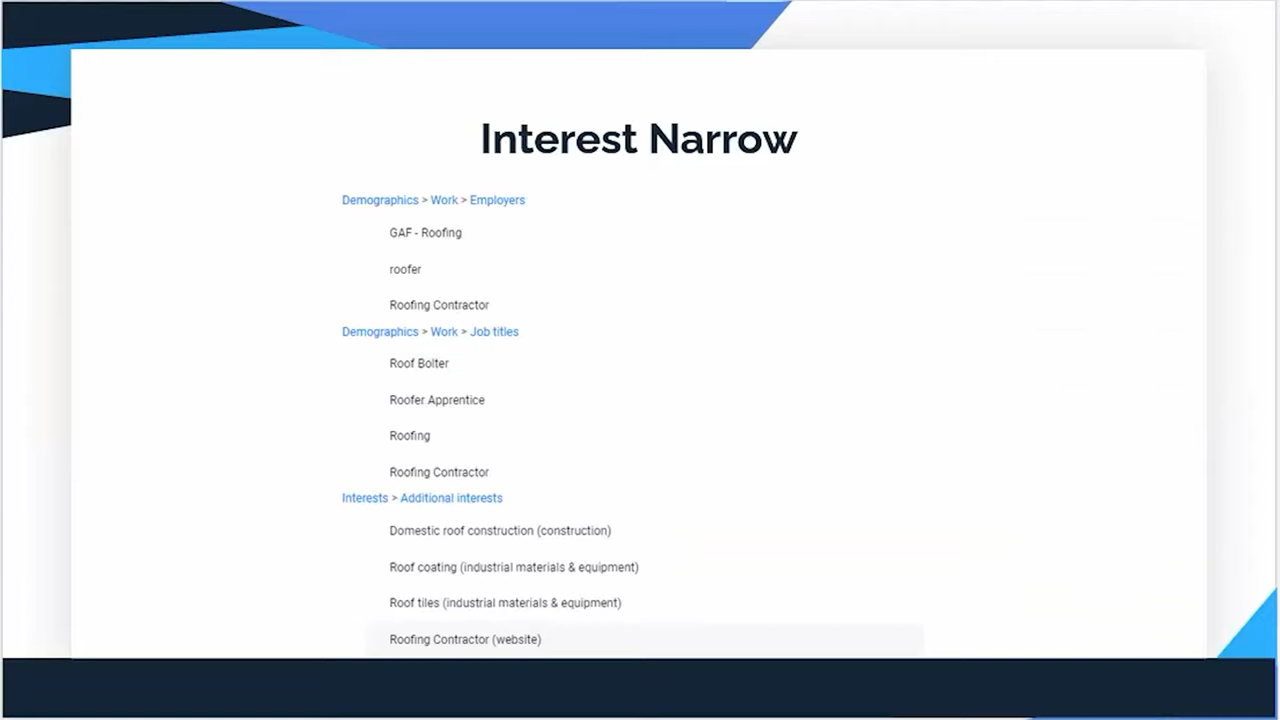 Interest Narrow
Demographics > Work > Employers
GAF - Roofing
roofer
Roofing Contractor
Demographics > Work > Job titles
Roof Bolter
Roofer Apprentice
Roofing
Roofing Contractor
Interests > Additional interests
Domestic roof construction (construction)
Roof coating (industrial materials & equipment)
Roof tiles (industrial materials & equipment)
Roofing Contractor (website)